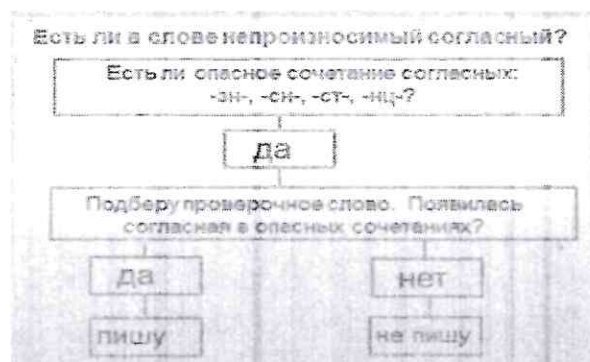 Есть ли в слове непроизносимый согласный?
Есть ли опасное сочетание согласных:
-зн-, -сн-, -ст-, -нц-?
да
Подберу проверочное слово. Появилась
согласная в опасных сочетаниях?
да нет
пишу не пишу